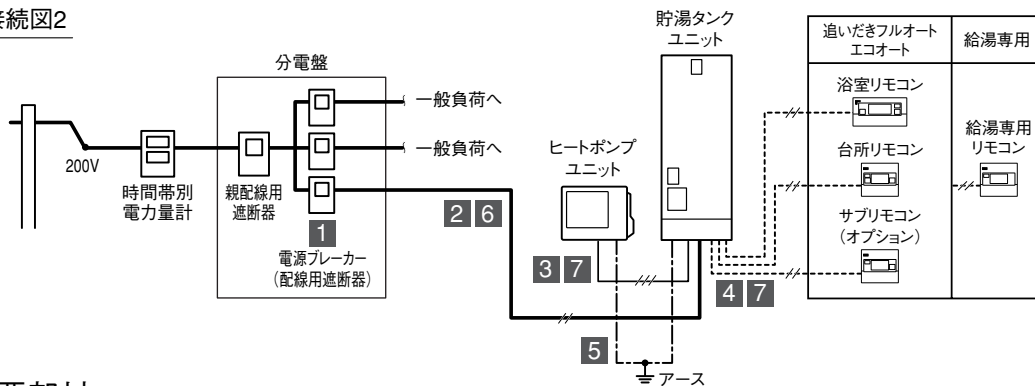 接続図2
分電盤
一般負荷へ
一般負荷へ
200V
時間帯別
電力量計
親配線用
遮断器
1
電源ブレーカー
（配線用遮断器）
2 6
ヒートポンプ
ユニット
3 7
貯湯タンク
ユニット
4 7
5
アース
追いだきフルオート
エコオート
給湯専用
浴室リモコン
台所リモコン
サブリモコン
（オプション）
給湯専用
リモコン